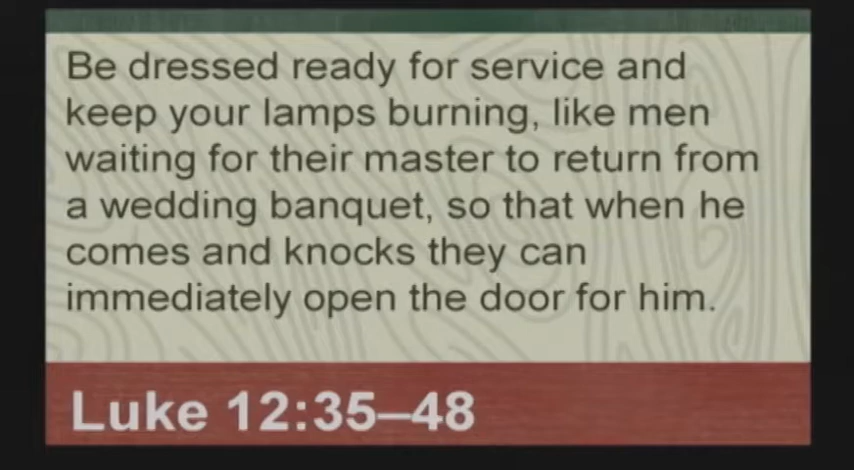 Be dressed ready for service and
keep your lamps burning, like men
waiting for their master to return from
a wedding banquet, so that when he
comes and knocks they can
immediately open the door for him.
Luke 12:35–48